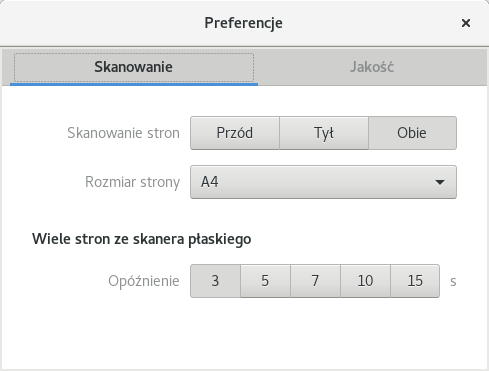 Preferencje ×
Skanowanie Jakość
Skanowanie stron Przód Tył Obie
Rozmiar strony A4
Wiele stron ze skanera płaskiego
Opóźnienie 3 5 7 10 15 s